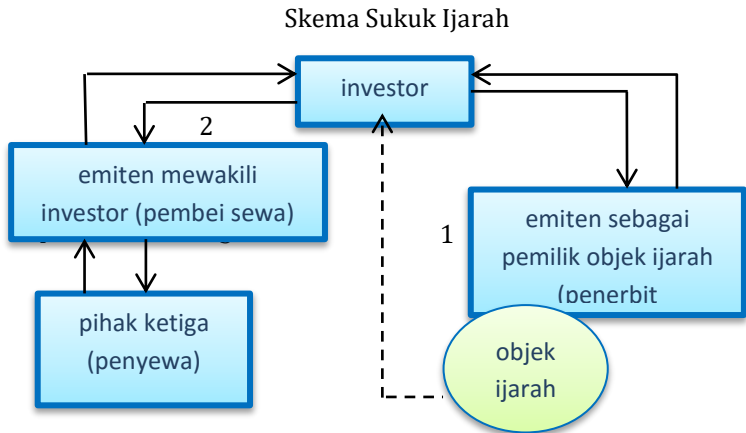 Skema Sukuk Ijarah
investor
2
emiten mewakili
investor (pembei sewa)
1
emiten sebagai
pemilik objek ijarah
(penerbit
pihak ketiga
(penyewa)
objek
ijarah